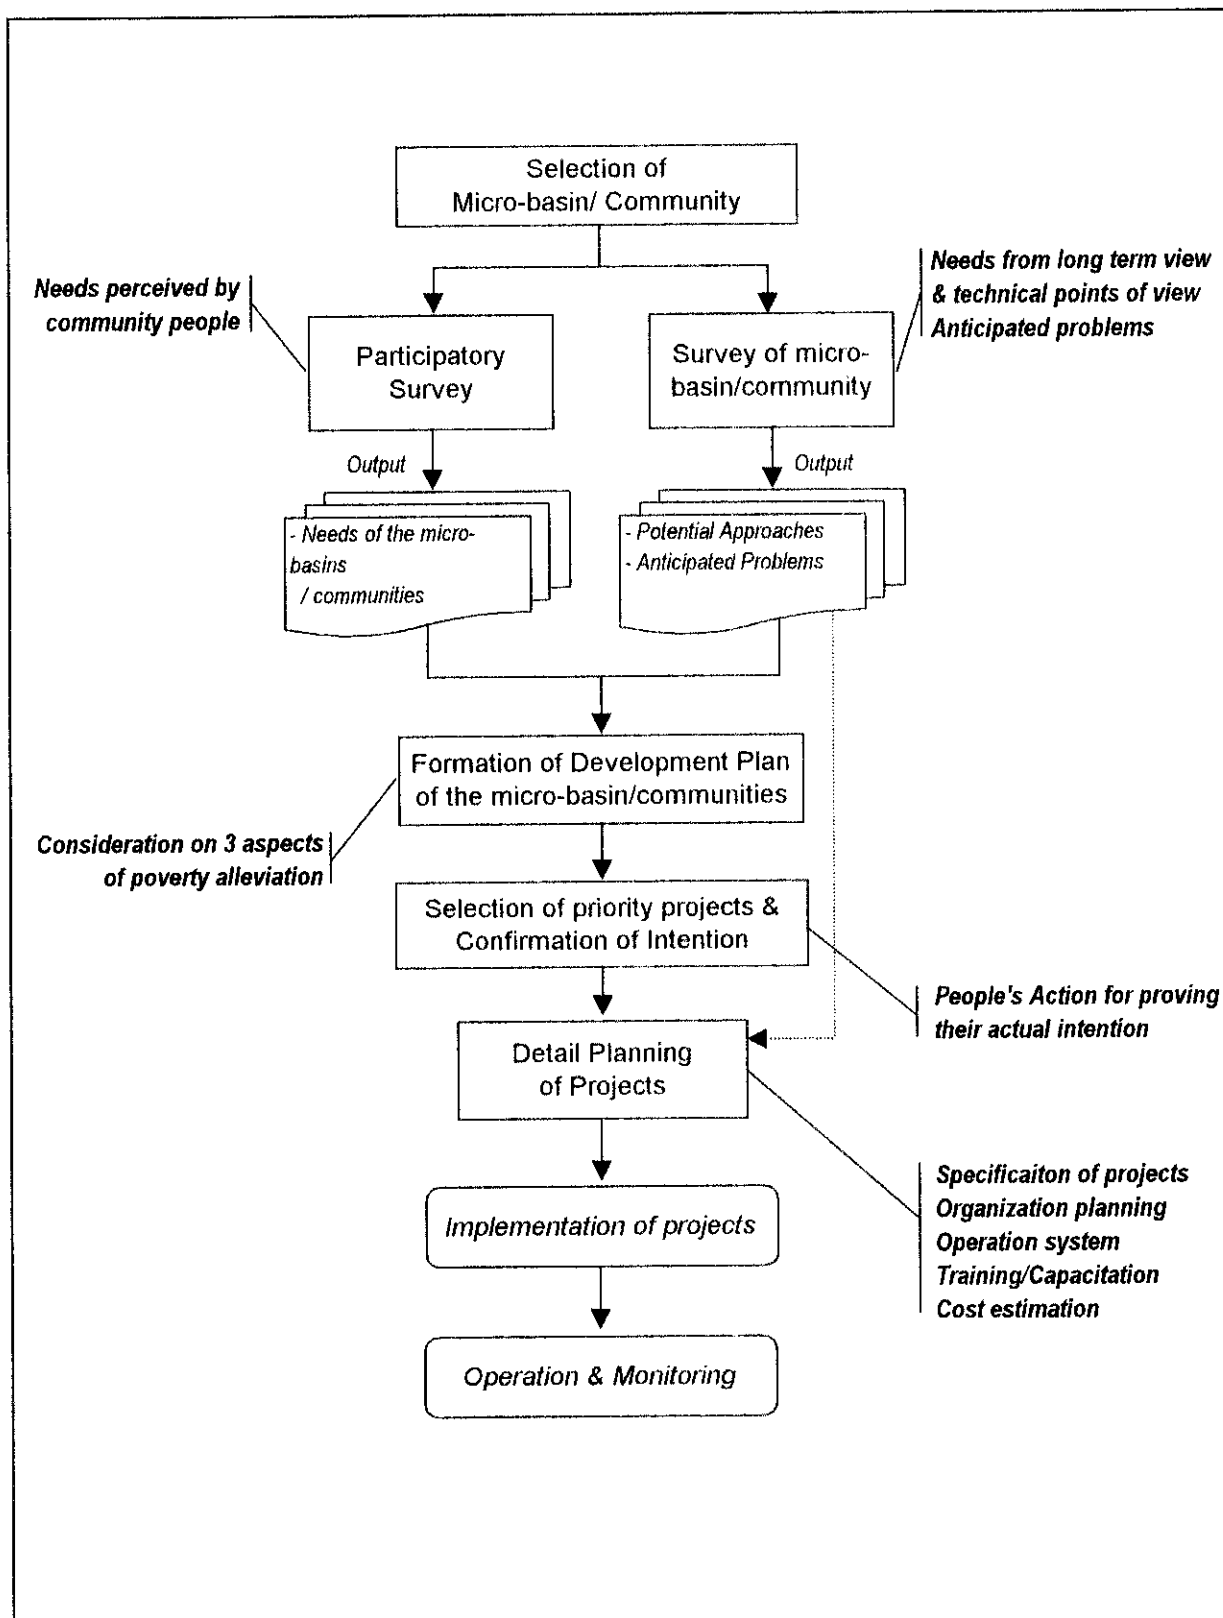 Selection of
Micro-basin/ Community
Needs perceived by
community people
Needs from long term view
& technical points of view
Anticipated problems
Participatory
Survey
Survey of micro-
basin/community
Output
Output
- Needs of the micro-
basins
/ communities
- Potential Approaches
- Anticipated Problems
Formation of Development Plan
of the micro-basin/communities
Consideration on 3 aspects
of poverty alleviation
Selection of priority projects &
Confirmation of Intention
People's Action for proving
their actual intention
Detail Planning
of Projects
Specificaiton of projects
Organization planning
Operation system
Training/Capacitation
Cost estimation
Implementation of projects
Operation & Monitoring